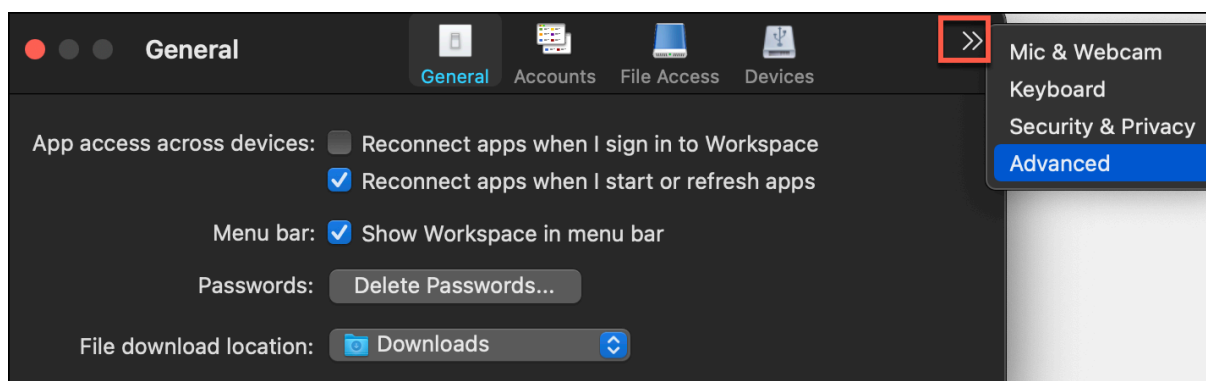 General
General Accounts File Access Devices
Mic & Webcam
Keyboard
Security & Privacy
Advanced
App access across devices: Reconnect apps when I sign in to Workspace
Reconnect apps when I start or refresh apps
Menu bar: Show Workspace in menu bar
Passwords: Delete Passwords...
File download location: Downloads